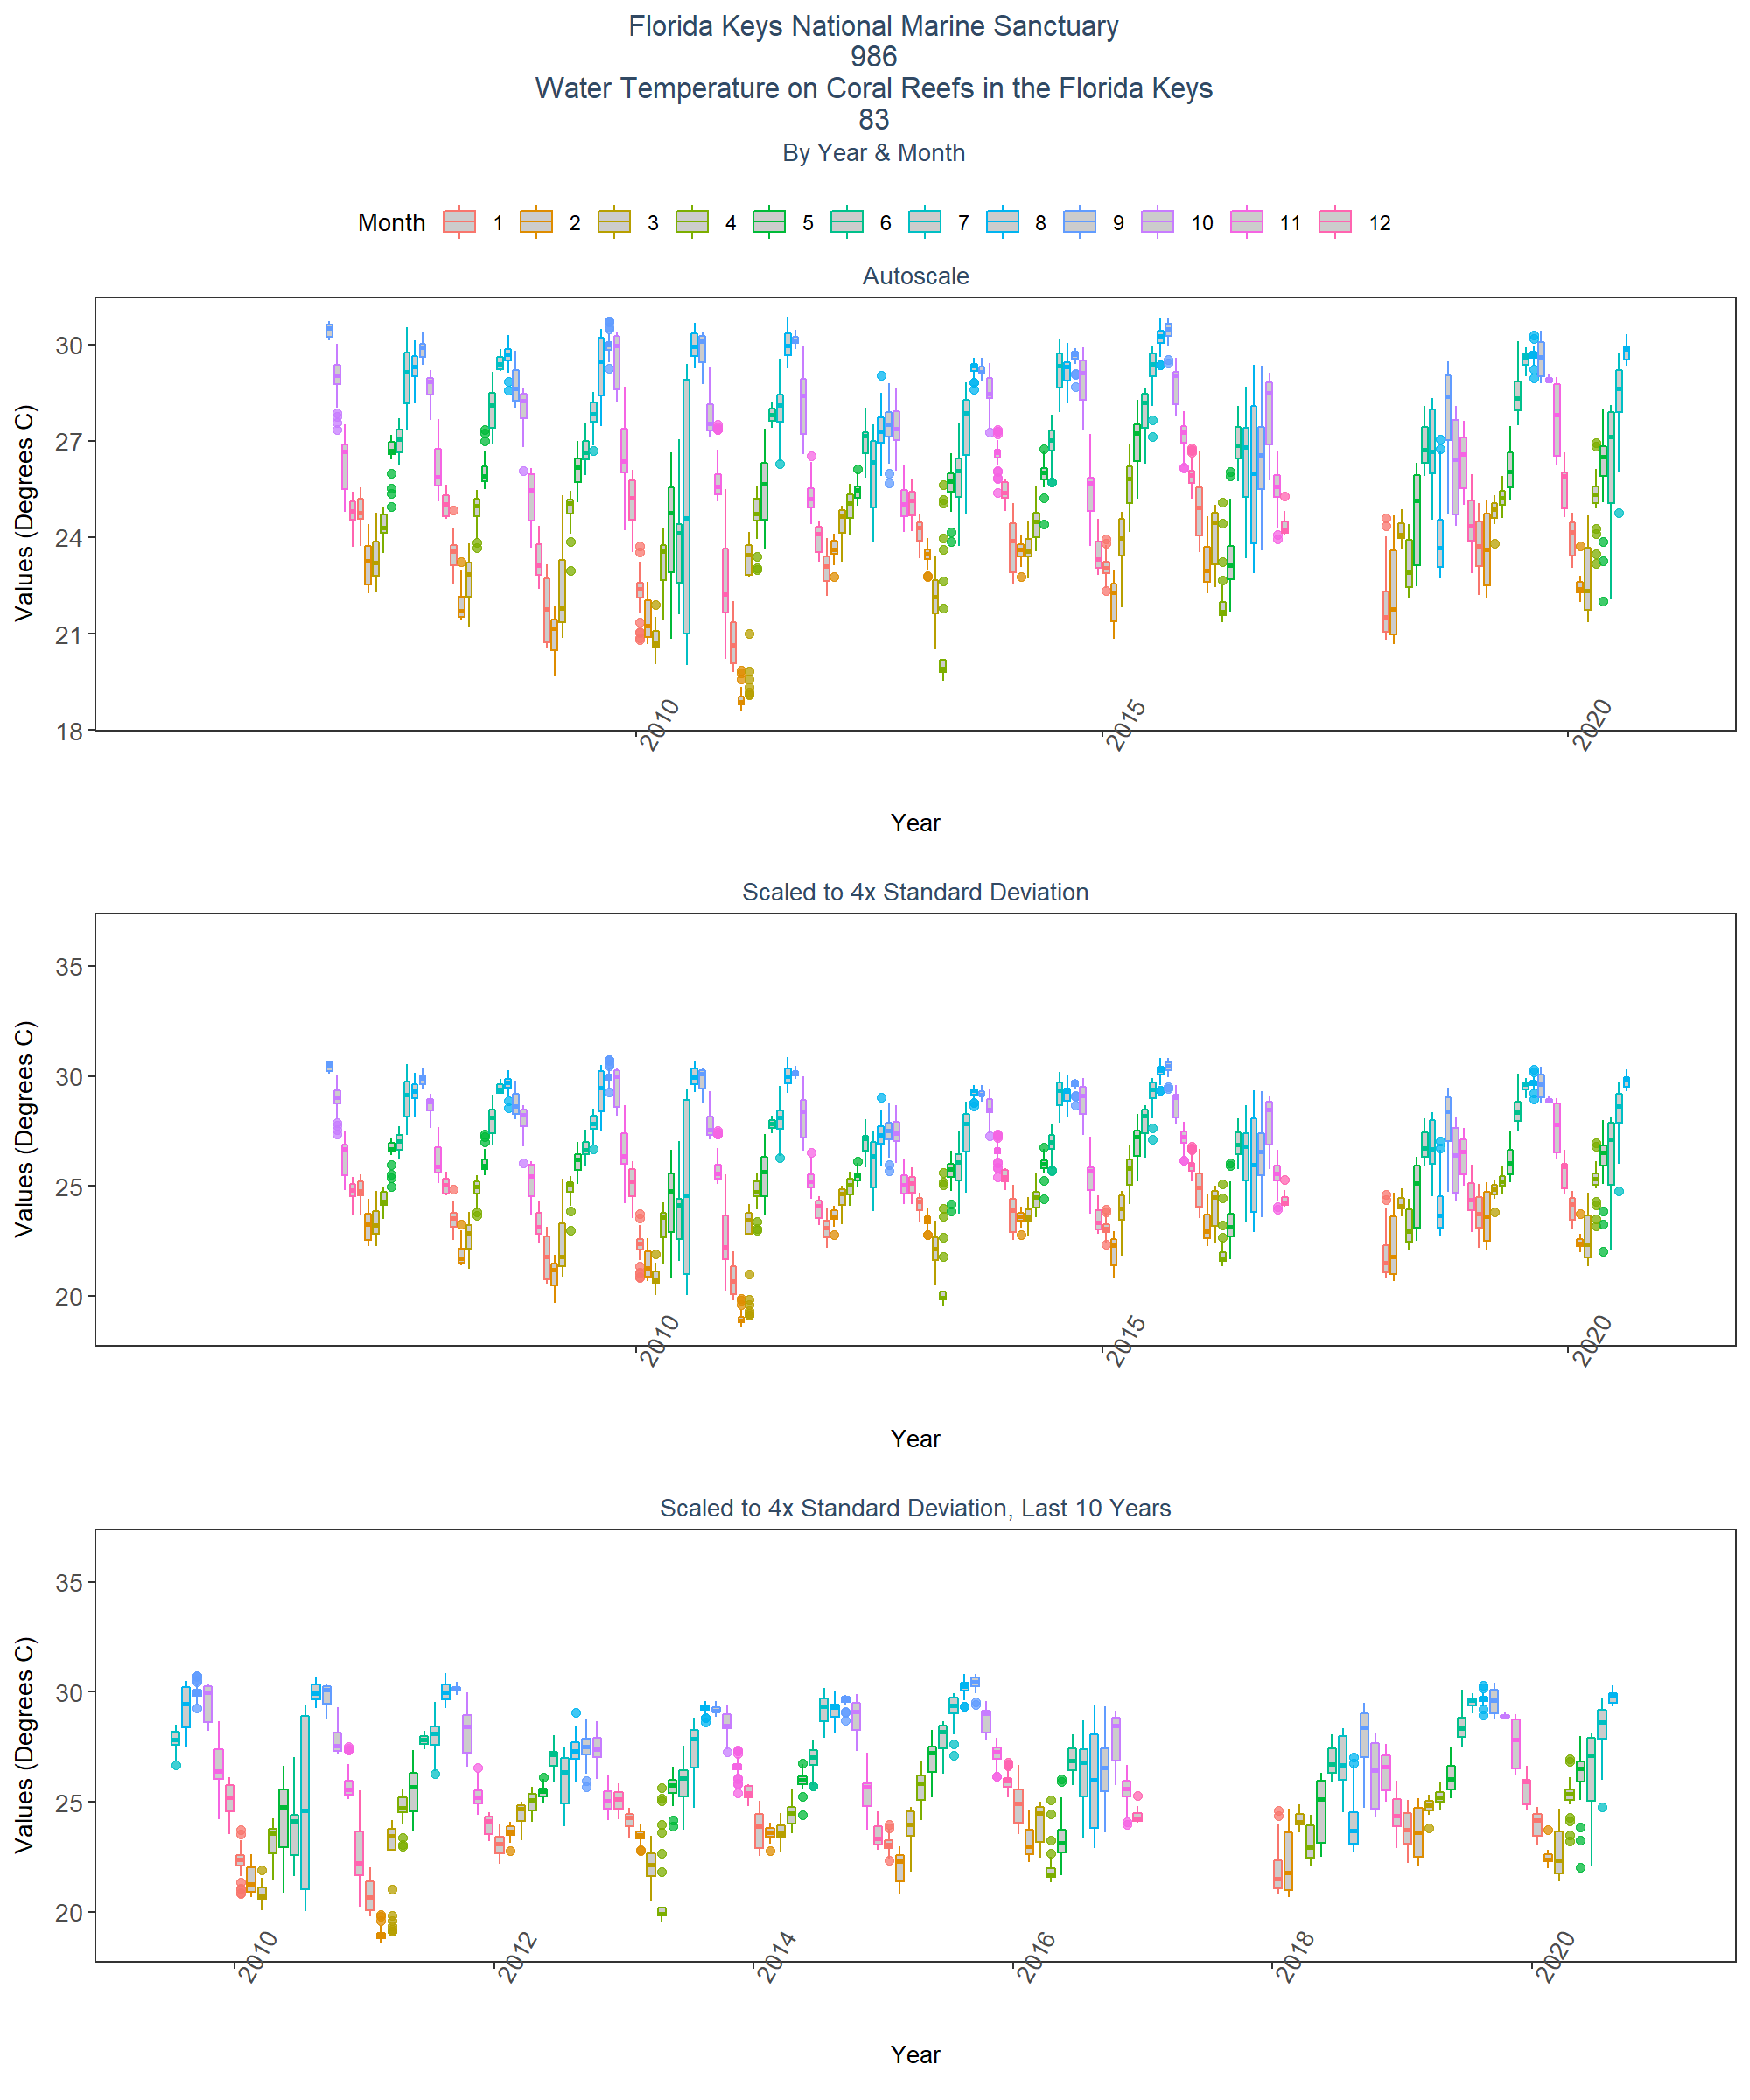 Florida Keys National Marine Sanctuary
986
Water Temperature on Coral Reefs in the Florida Keys
83
By Year & Month
Month 1 2 3 4 5 6 7 8 9 10 11 12
Autoscale
Values (Degrees C)
30
27
24
21
18
2010 2015 2020
Year
Scaled to 4x Standard Deviation
Values (Degrees C)
35
30
25
20
2010 2015 2020
Year
Scaled to 4x Standard Deviation, Last 10 Years
Values (Degrees C)
35
30
25
20
2010 2012 2014 2016 2018 2020
Year